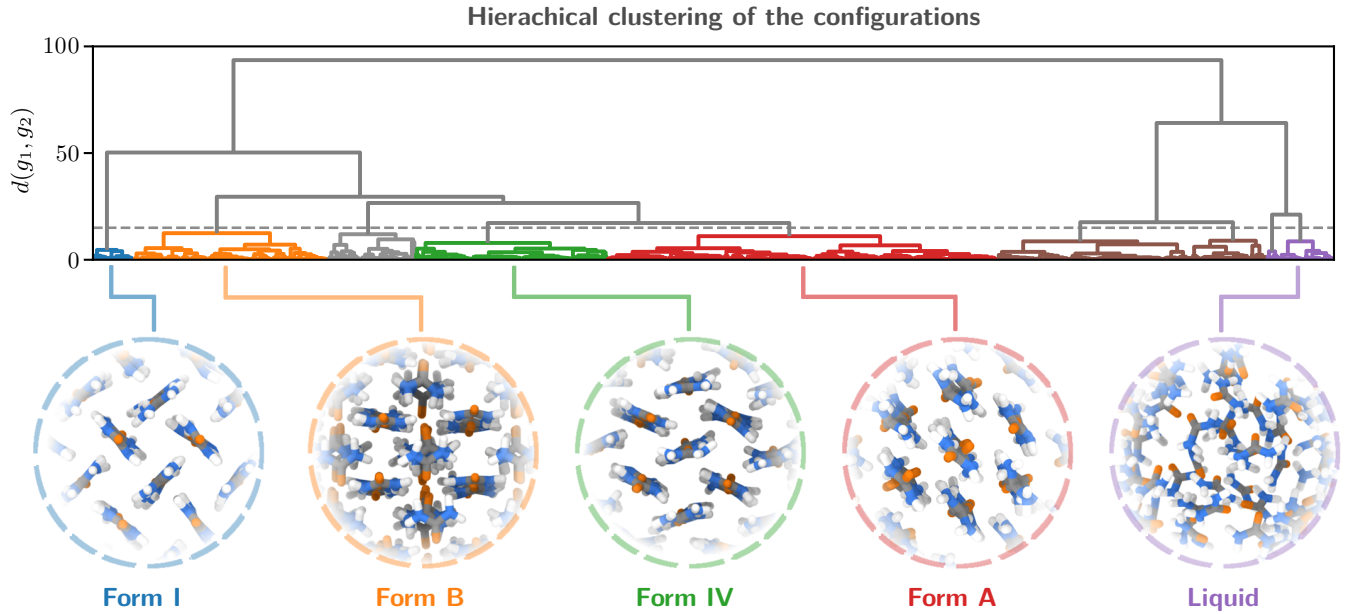 Hierachical clustering of the configurations
100
50
0
d(g₁, g₂)
Form I
Form B
Form IV
Form A
Liquid